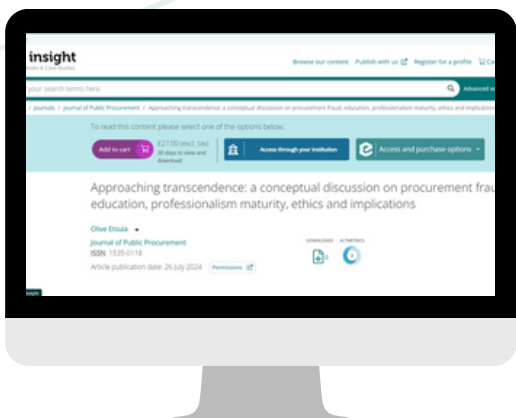 insight
Books & Case Studies
Browse our content Publish with us Register for a profile
your search terms here
Advanced
/ Journals / Journal of Public Procurement / Approaching transcendence: a conceptual discussion on procurement fraud, education, professionalism maturity, ethics and
To read this content please select one of the options below:
Add to cart
£27.00 (excl. tax)
30 days to view and
download
Access through your institution
Access and purchase options
Approaching transcendence: a conceptual discussion on procurement frau
education, professionalism maturity, ethics and implications
Olive Etsula
Journal of Public Procurement
ISSN: 1535-0118
Article publication date: 26 July 2024 Permissions
DOWNLOADS ALTMETRICS